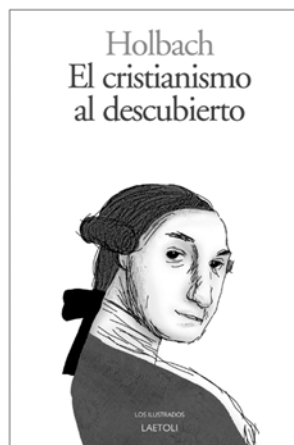 Holbach
El cristianismo
al descubierto
LOS ILUSTRADOS
LAETOLI